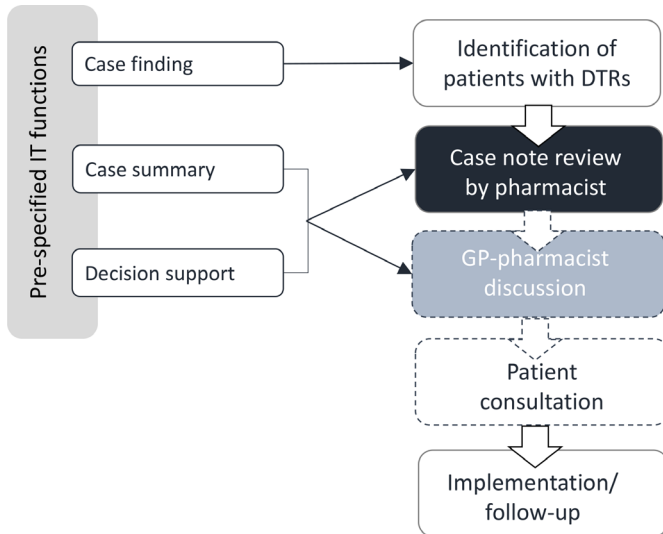 Pre-specified IT functions
Case finding
Case summary
Decision support
Identification of
patients with DTRs
Case note review
by pharmacist
GP-pharmacist
discussion
Patient
consultation
Implementation/
follow-up